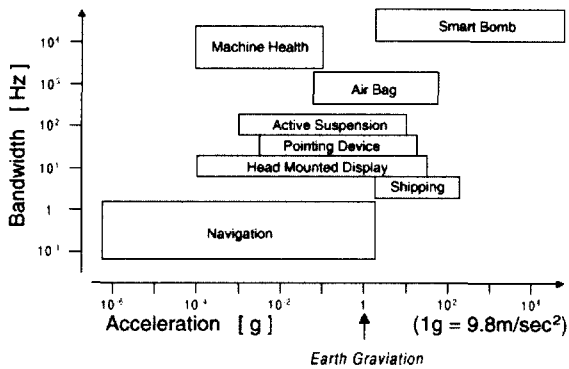 Smart Bomb
Machine Health
Air Bag
Active Suspension
Pointing Device
Head Mounted Display
Shipping
Navigation
Bandwidth [ Hz ]
10⁴
10³
10²
10¹
1
10⁻¹
10⁻⁶ 10⁻⁴ 10⁻² 1 10² 10⁴
Acceleration [ g ] (1g = 9.8m/sec²)
Earth Graviation